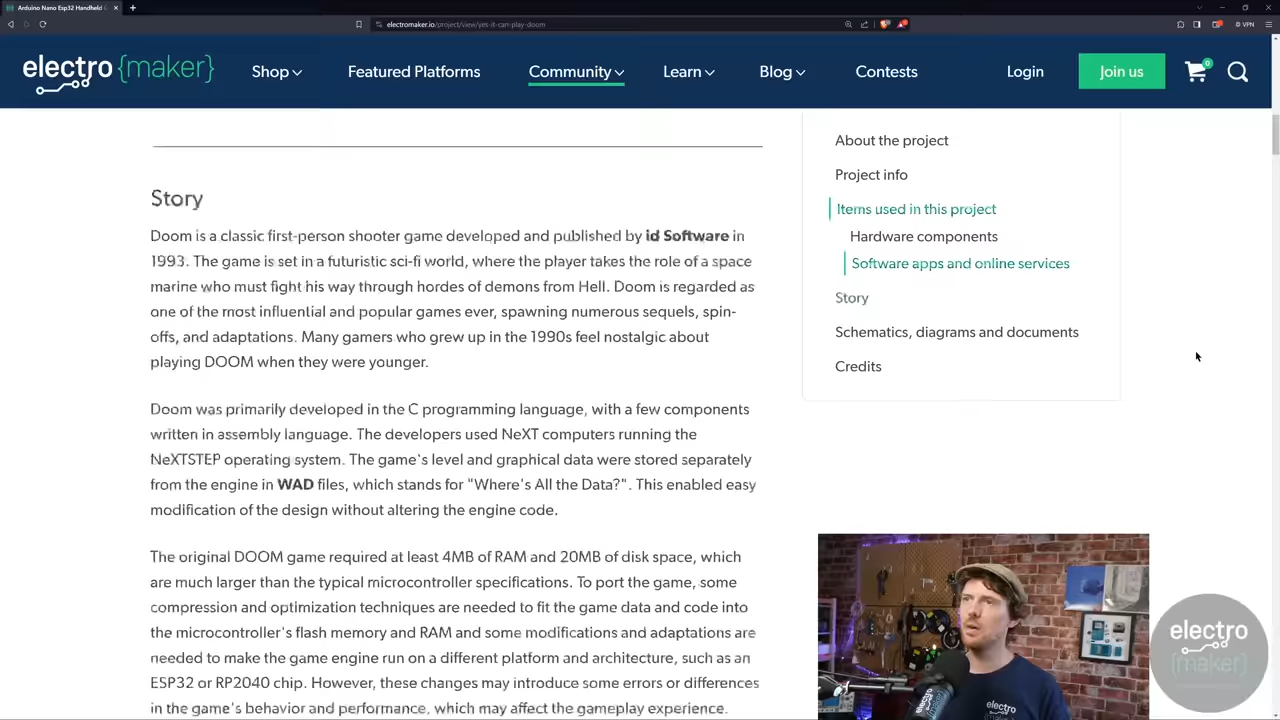 Arduino Nano Esp32 Handheld
electromaker.io/project/view/yes-it-can-play-doom
VPN
electro {maker}
Shop
Featured Platforms
Community
Learn
Blog
Contests
Login
Join us
0
About the project
Project info
Items used in this project
Hardware components
Software apps and online services
Story
Schematics, diagrams and documents
Credits
Story
Doom is a classic first-person shooter game developed and published by id Software in
1993. The game is set in a futuristic sci-fi world, where the player takes the role of a space
marine who must fight his way through hordes of demons from Hell. Doom is regarded as
one of the most influential and popular games ever, spawning numerous sequels, spin-
offs, and adaptations. Many gamers who grew up in the 1990s feel nostalgic about
playing DOOM when they were younger.
Doom was primarily developed in the C programming language, with a few components
written in assembly language. The developers used NeXT computers running the
NeXTSTEP operating system. The game's level and graphical data were stored separately
from the engine in WAD files, which stands for "Where's All the Data?". This enabled easy
modification of the design without altering the engine code.
The original DOOM game required at least 4MB of RAM and 20MB of disk space, which
are much larger than the typical microcontroller specifications. To port the game, some
compression and optimization techniques are needed to fit the game data and code into
the microcontroller's flash memory and RAM and some modifications and adaptations are
needed to make the game engine run on a different platform and architecture, such as an
ESP32 or RP2040 chip. However, these changes may introduce some errors or differences
in the game's behavior and performance, which may affect the gameplay experience.
electro
electro
{maker}
electro
{maker}